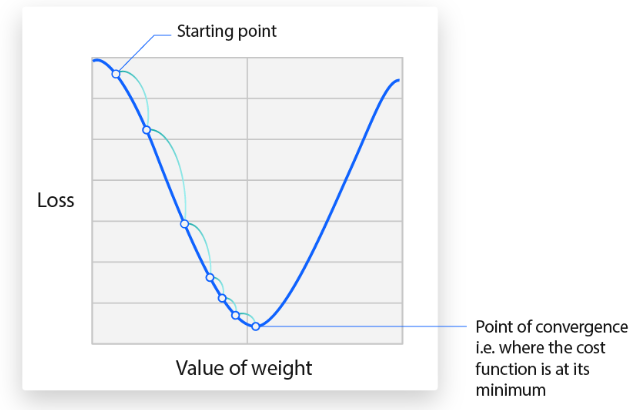 Starting point
Loss
Value of weight
Point of convergence
i.e. where the cost
function is at its
minimum